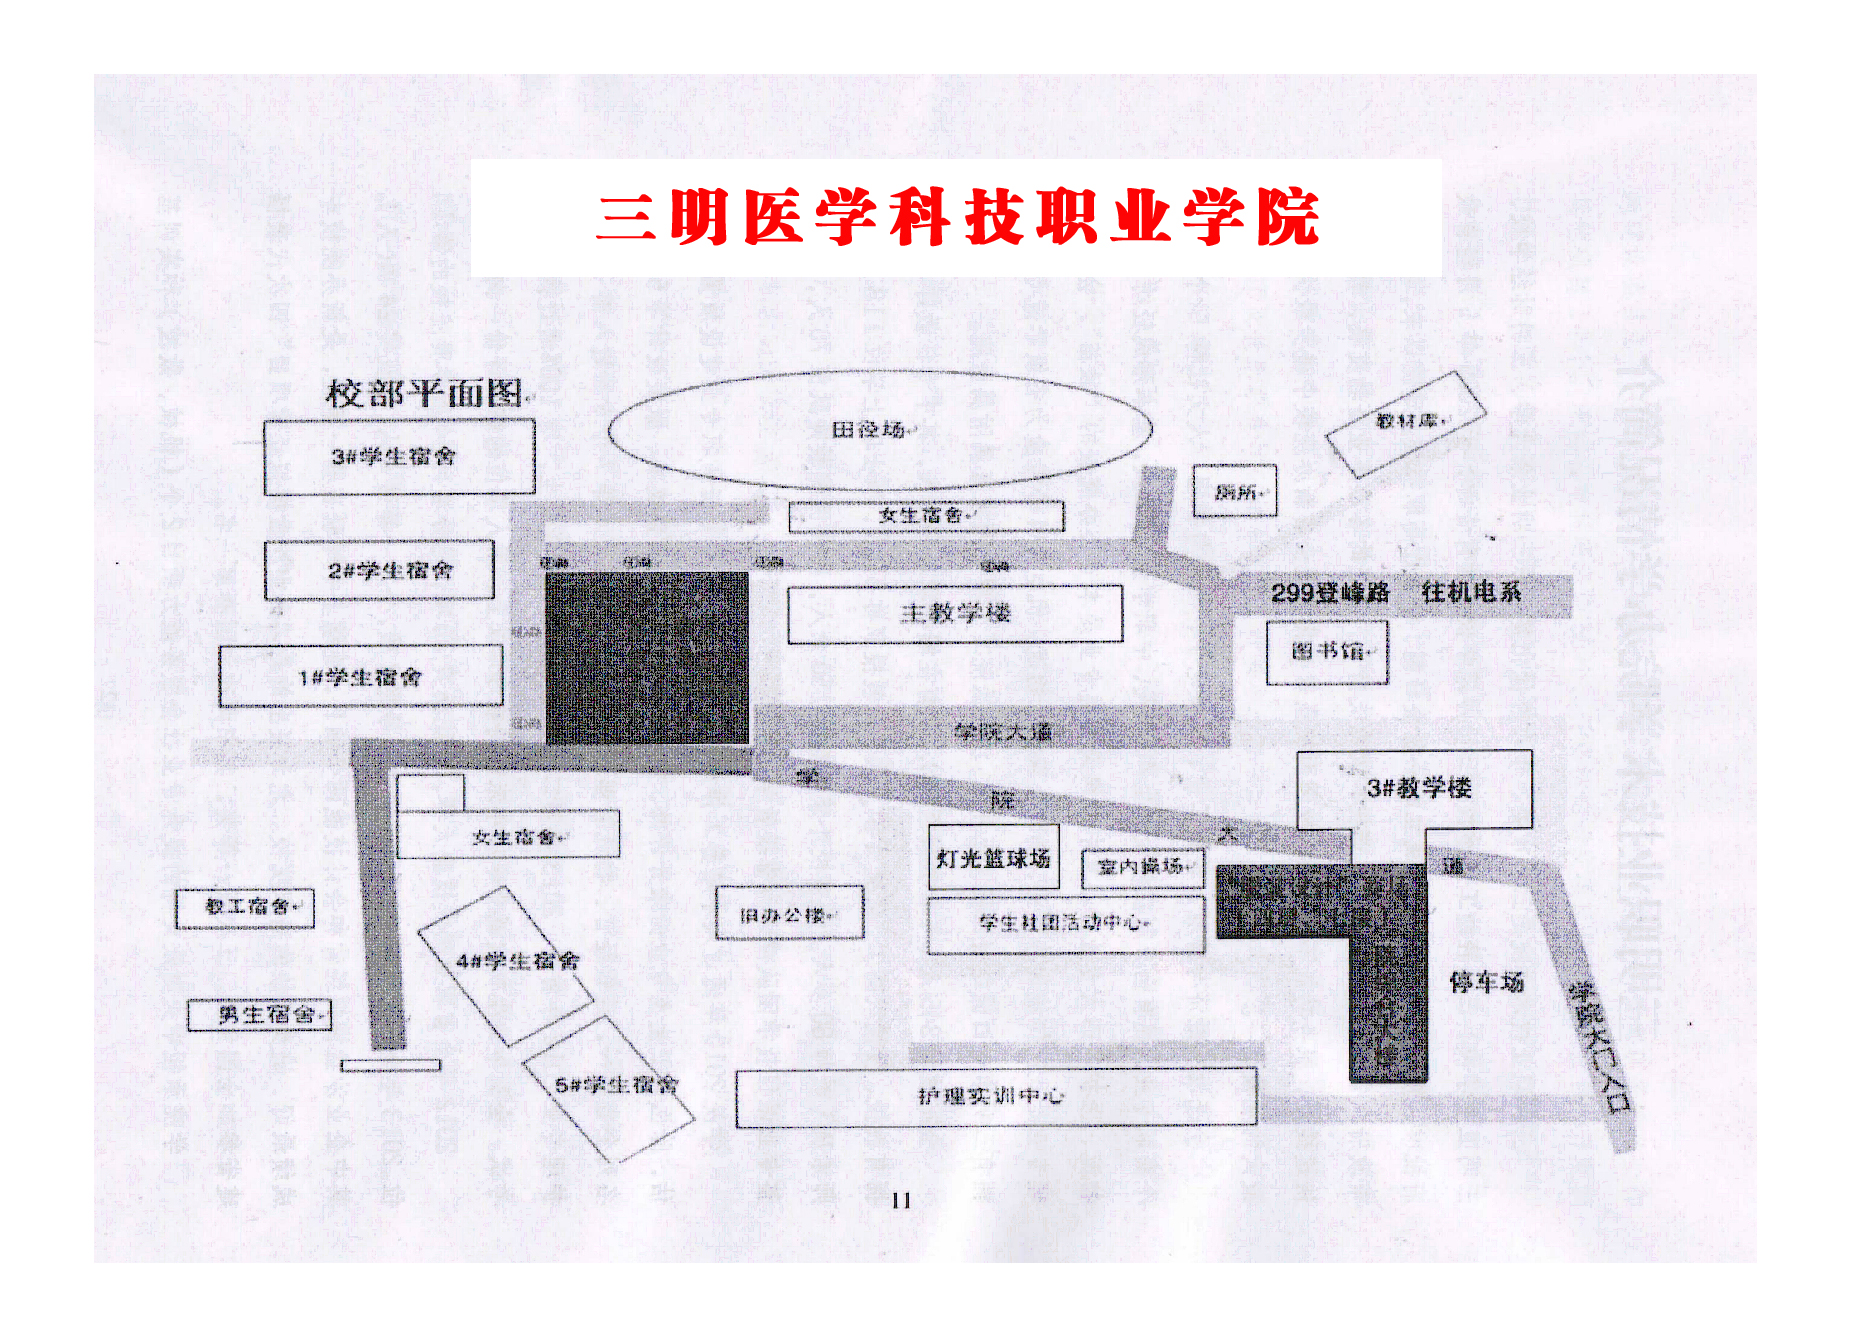 三明医学科技职业学院
校部平面图
田径场
教材库
3#学生宿舍
厕所
女生宿舍
2#学生宿舍
299登峰路 往机电系
主教学楼
图书馆
1#学生宿舍
学院大道
学 院 大 道
3#教学楼
女生宿舍
灯光篮球场
室内操场
教工宿舍
旧办公楼
学生社团活动中心
4#学生宿舍
停车场
男生宿舍
学院大门入口
5#学生宿舍
护理实训中心
11